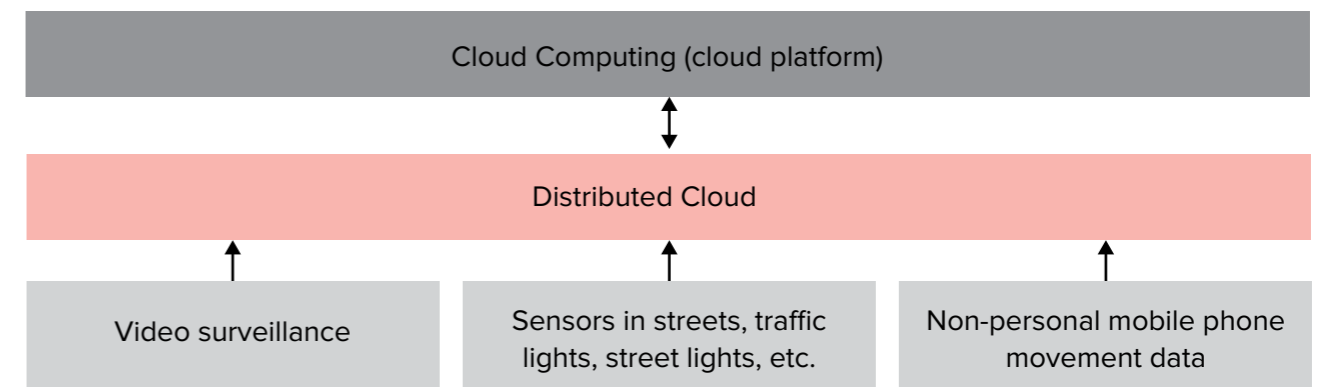 Cloud Computing (cloud platform)
Distributed Cloud
Video surveillance
Sensors in streets, traffic
lights, street lights, etc.
Non-personal mobile phone
movement data